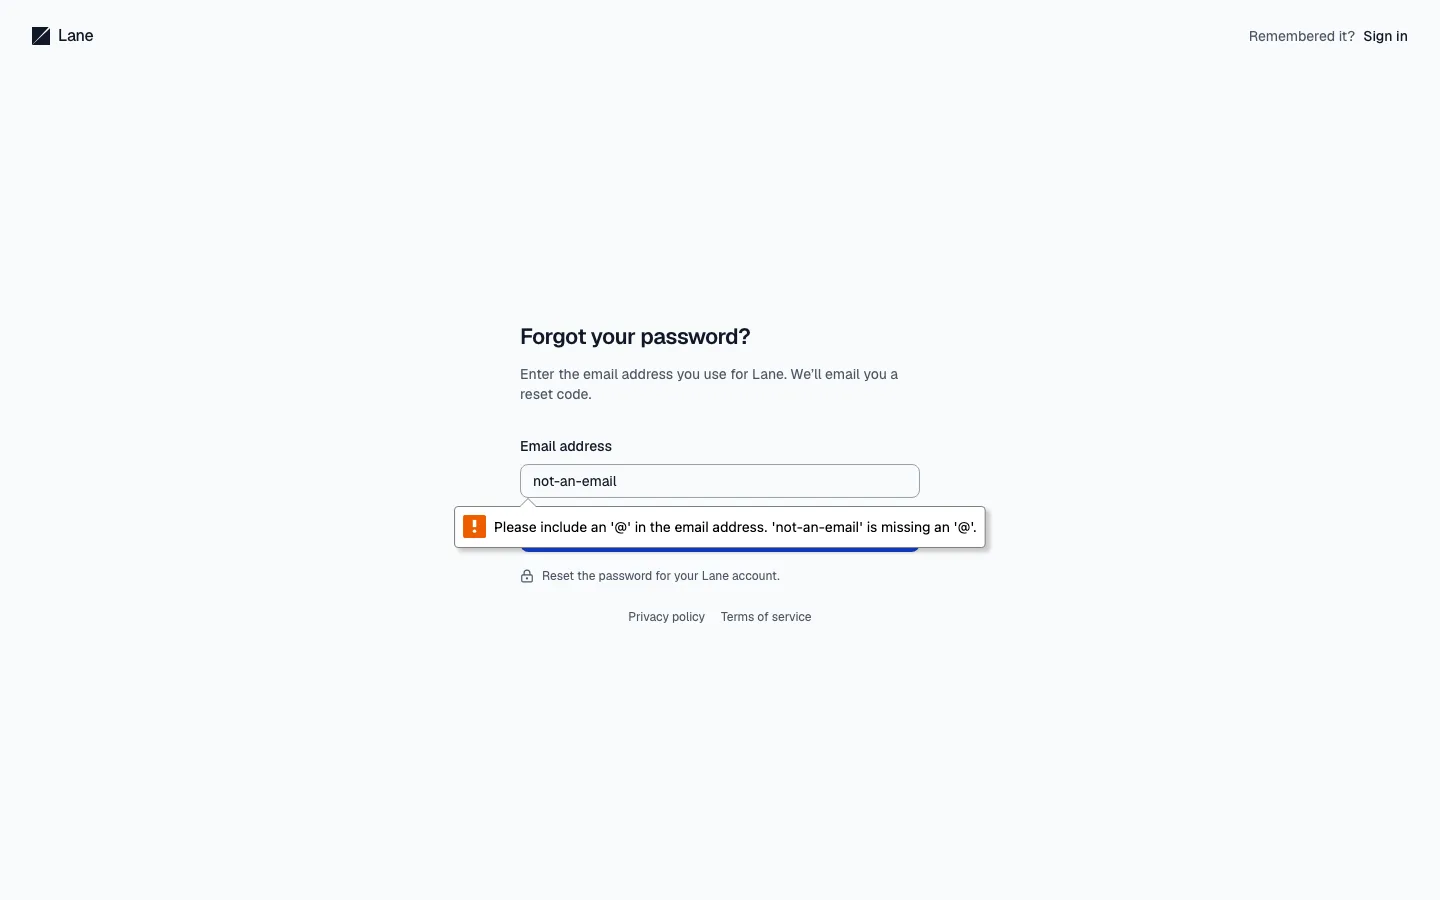 Lane
Remembered it? Sign in
Forgot your password?
Enter the email address you use for Lane. We’ll email you a
reset code.
Email address
not-an-email
Please include an '@' in the email address. 'not-an-email' is missing an '@'.
Reset the password for your Lane account.
Privacy policy Terms of service